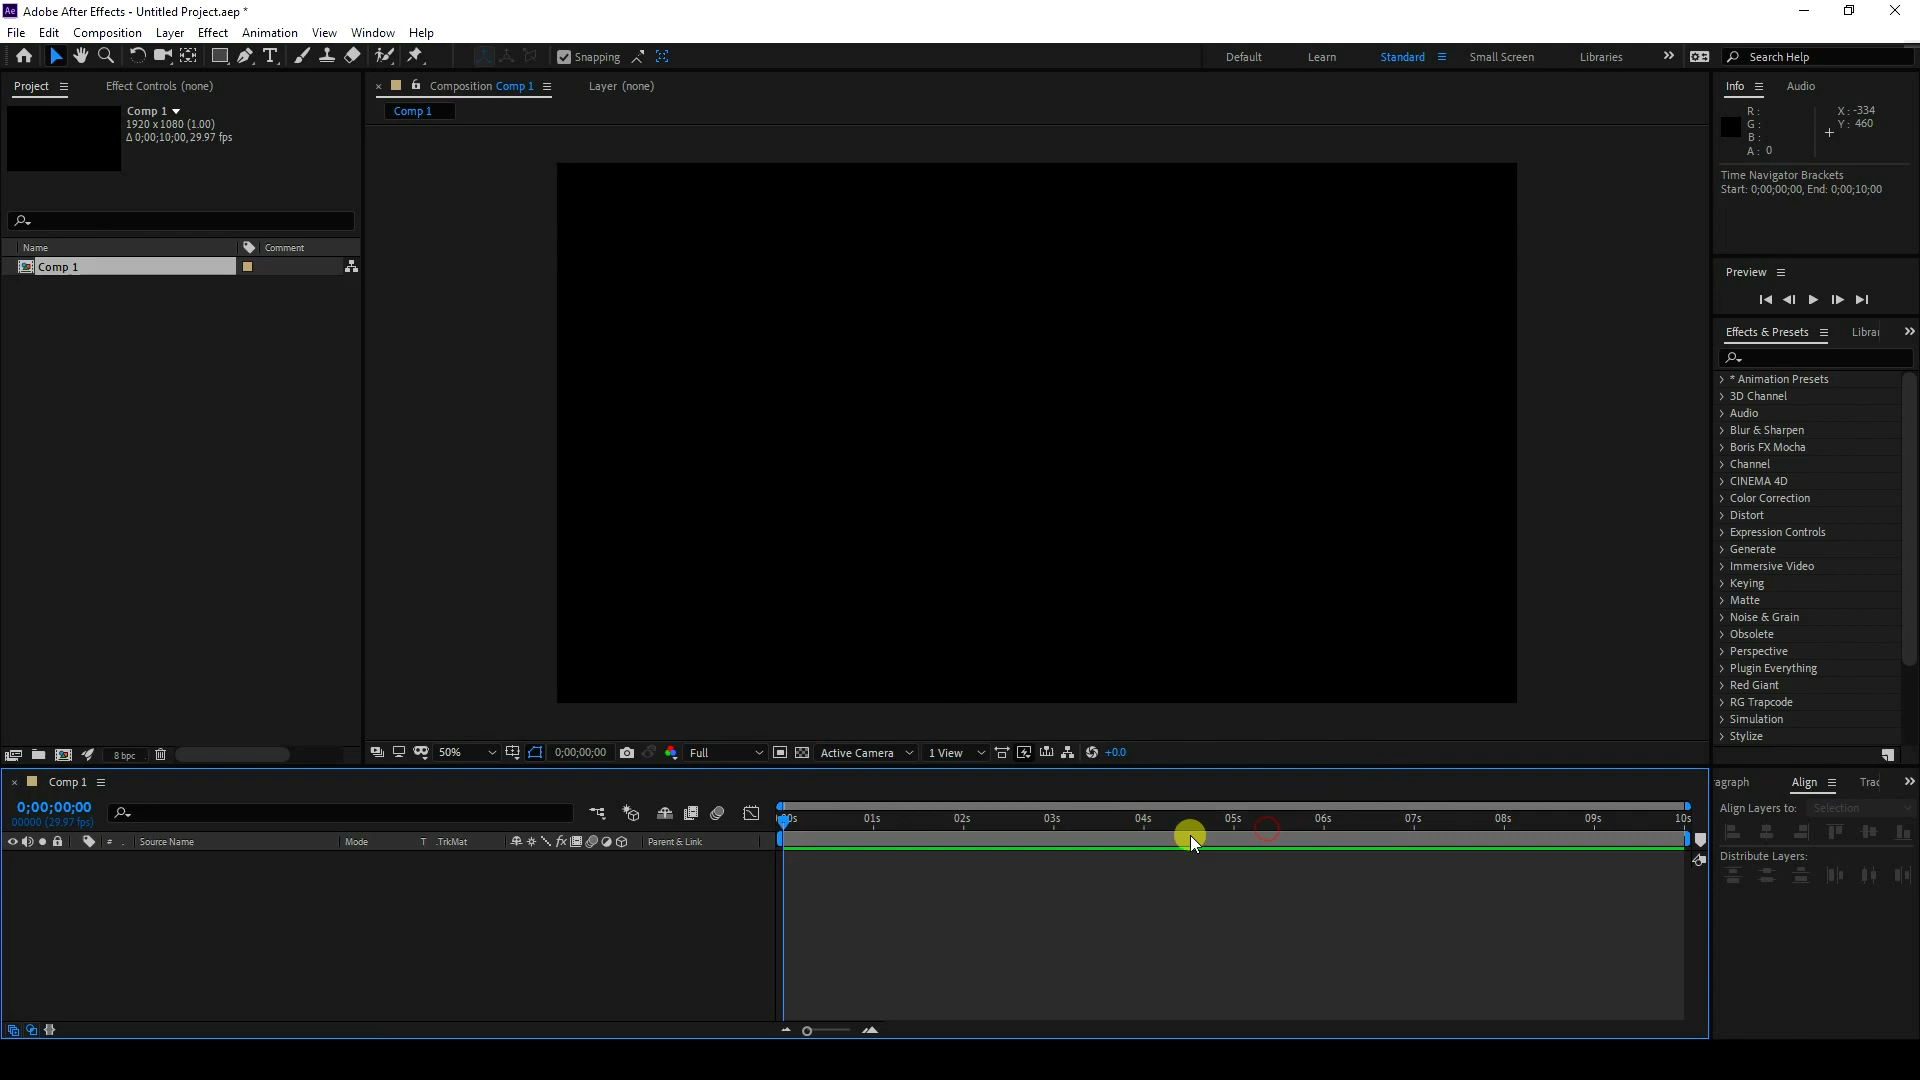 Ae Adobe After Effects - Untitled Project.aep *
File Edit Composition Layer Effect Animation View Window Help
T Snapping Default Learn Standard Small Screen Libraries Search Help
Project Effect Controls (none)
Comp 1
1920 x 1080 (1.00)
Δ 0;00;10;00, 29.97 fps
Name Comment
Comp 1
8 bpc
Composition Comp 1 Layer (none)
Comp 1
50% 0;00;00;00 Full Active Camera 1 View +0.0
Info Audio
R:
G:
B:
A: 0
X: -334
Y: 460
Time Navigator Brackets
Start: 0;00;00;00, End: 0;00;10;00
Preview
Effects & Presets Librar
* Animation Presets
3D Channel
Audio
Blur & Sharpen
Boris FX Mocha
Channel
CINEMA 4D
Color Correction
Distort
Expression Controls
Generate
Immersive Video
Keying
Matte
Noise & Grain
Obsolete
Perspective
Plugin Everything
Red Giant
RG Trapcode
Simulation
Stylize
Comp 1
0;00;00;00
00000 (29.97 fps)
:00s 01s 02s 03s 04s 05s 06s 07s 08s 09s 10s
# . Source Name Mode T .TrkMat fx Parent & Link
agraph Align Trac
Align Layers to: Selection
Distribute Layers: